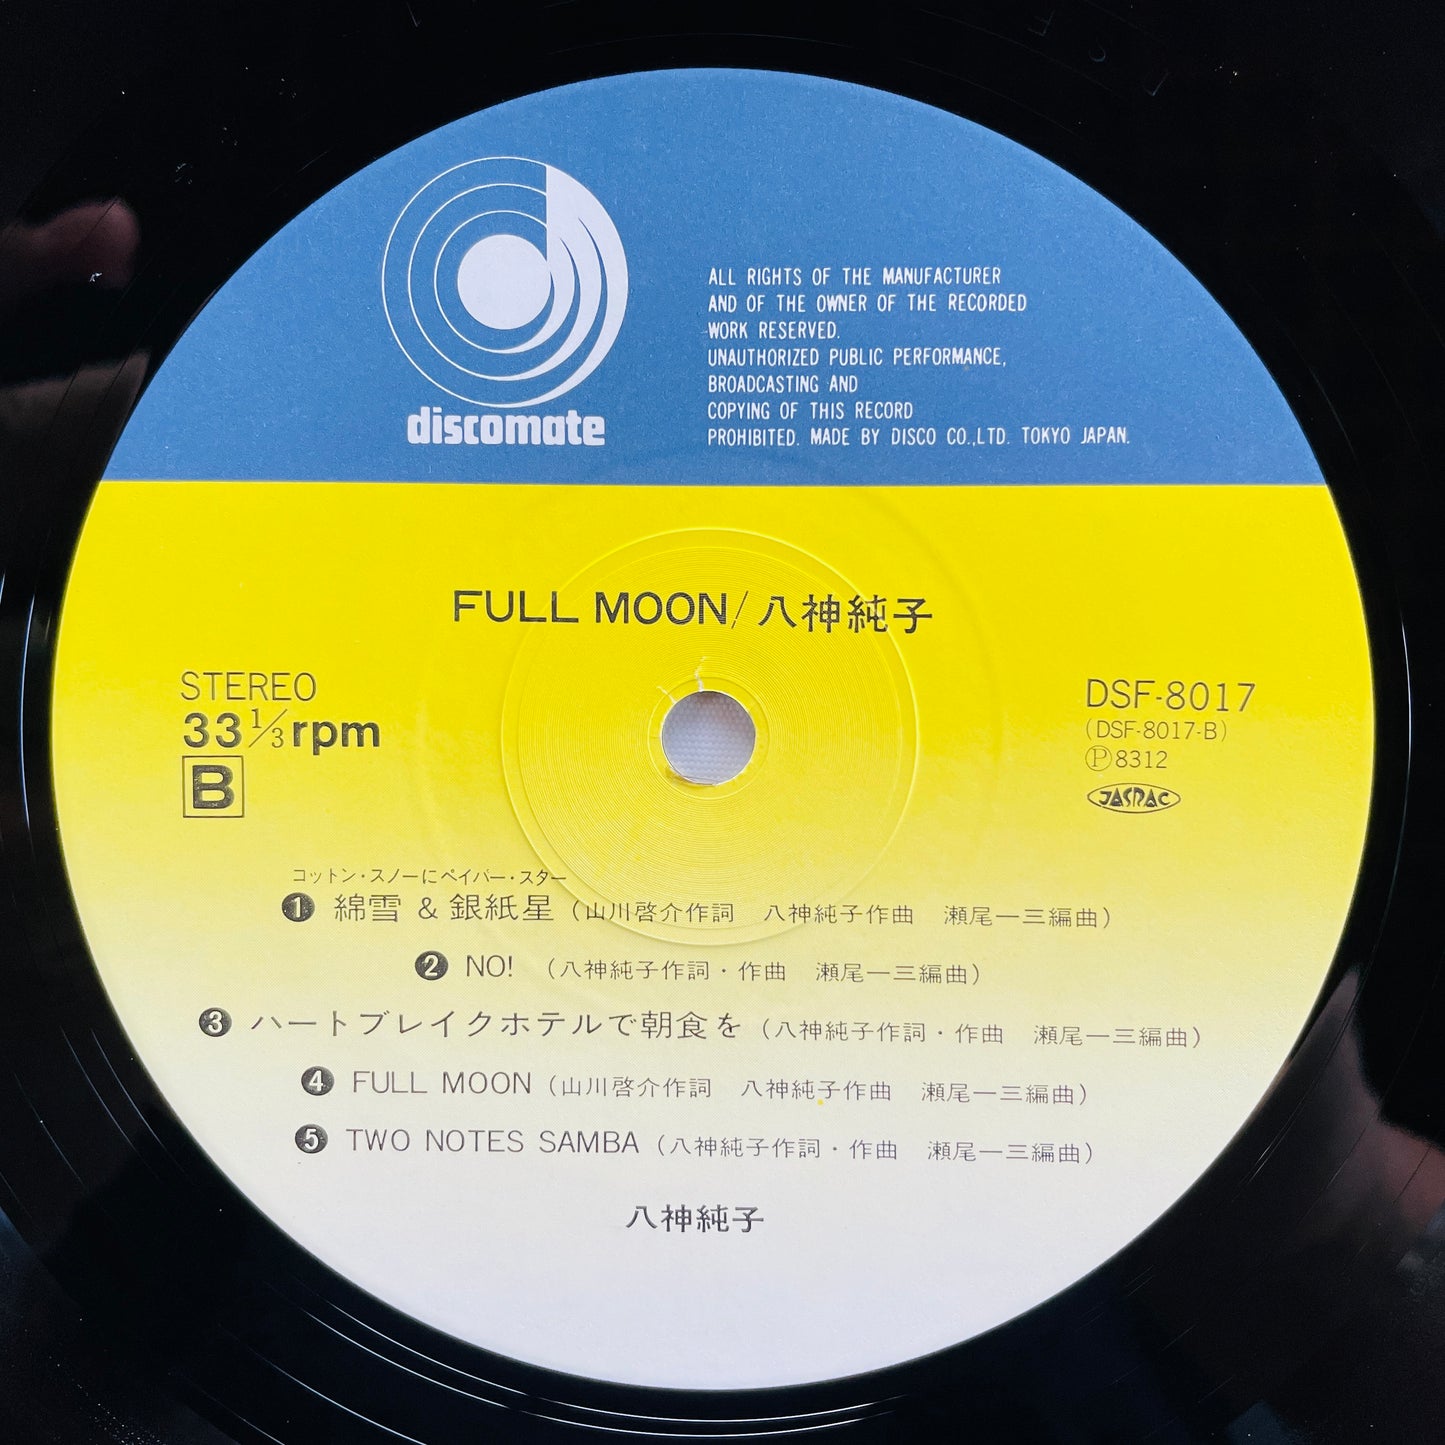 discomate
ALL RIGHTS OF THE MANUFACTURER
AND OF THE OWNER OF THE RECORDED
WORK RESERVED.
UNAUTHORIZED PUBLIC PERFORMANCE,
BROADCASTING AND
COPYING OF THIS RECORD
PROHIBITED. MADE BY DISCO CO.,LTD. TOKYO JAPAN.
FULL MOON/八神純子
STEREO
33 1/3 rpm
B
DSF-8017
(DSF-8017-B)
Ⓟ8312
JASRAC
コットン・スノーにペイパー・スター
❶ 綿雪 & 銀紙星 (山川啓介作詞 八神純子作曲 瀬尾一三編曲)
❷ NO! (八神純子作詞・作曲 瀬尾一三編曲)
❸ ハートブレイクホテルで朝食を (八神純子作詞・作曲 瀬尾一三編曲)
❹ FULL MOON (山川啓介作詞 八神純子作曲 瀬尾一三編曲)
❺ TWO NOTES SAMBA (八神純子作詞・作曲 瀬尾一三編曲)
八神純子